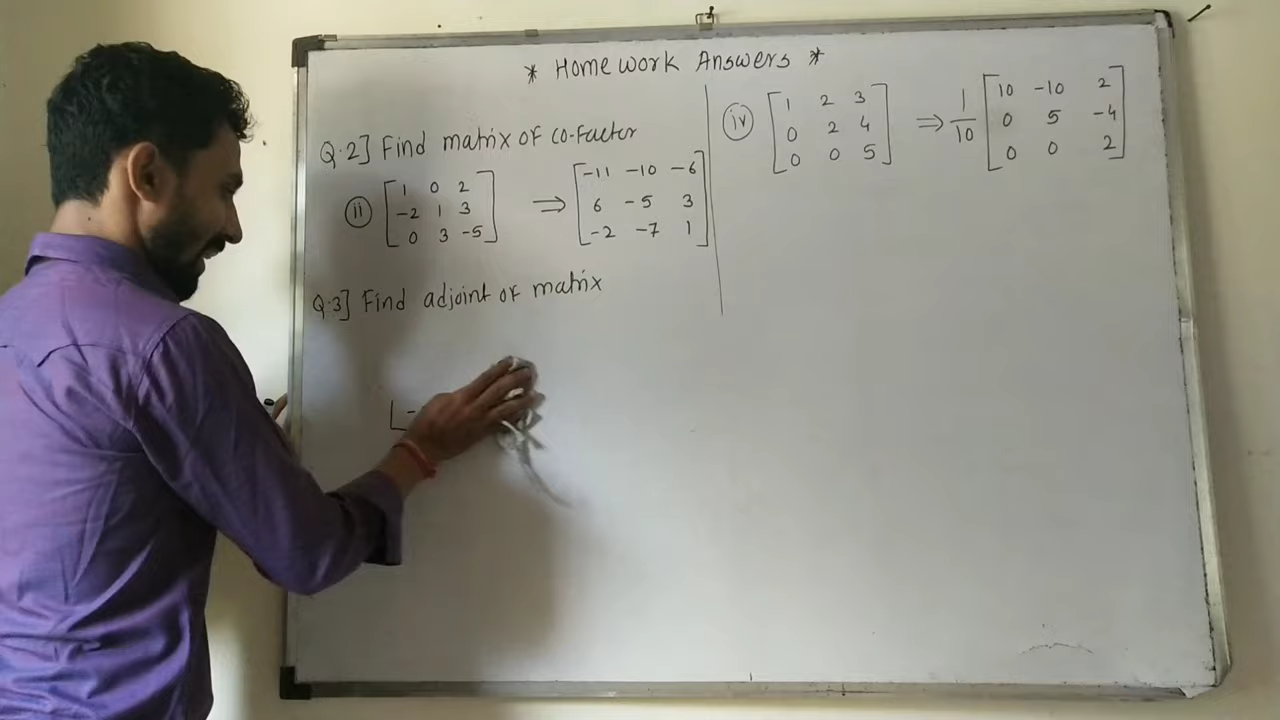 * Homework Answers *
Q.2] Find matrix of co-factor
ii [ 1 0 2 ] ⇒ [ -11 -10 -6 ]
[ -2 1 3 ] [ 6 -5 3 ]
[ 0 3 -5 ] [ -2 -7 1 ]
Q.3] Find adjoint of matrix
[ -
iv [ 1 2 3 ] ⇒ 1/10 [ 10 -10 2 ]
[ 0 2 4 ] [ 0 5 -4 ]
[ 0 0 5 ] [ 0 0 2 ]